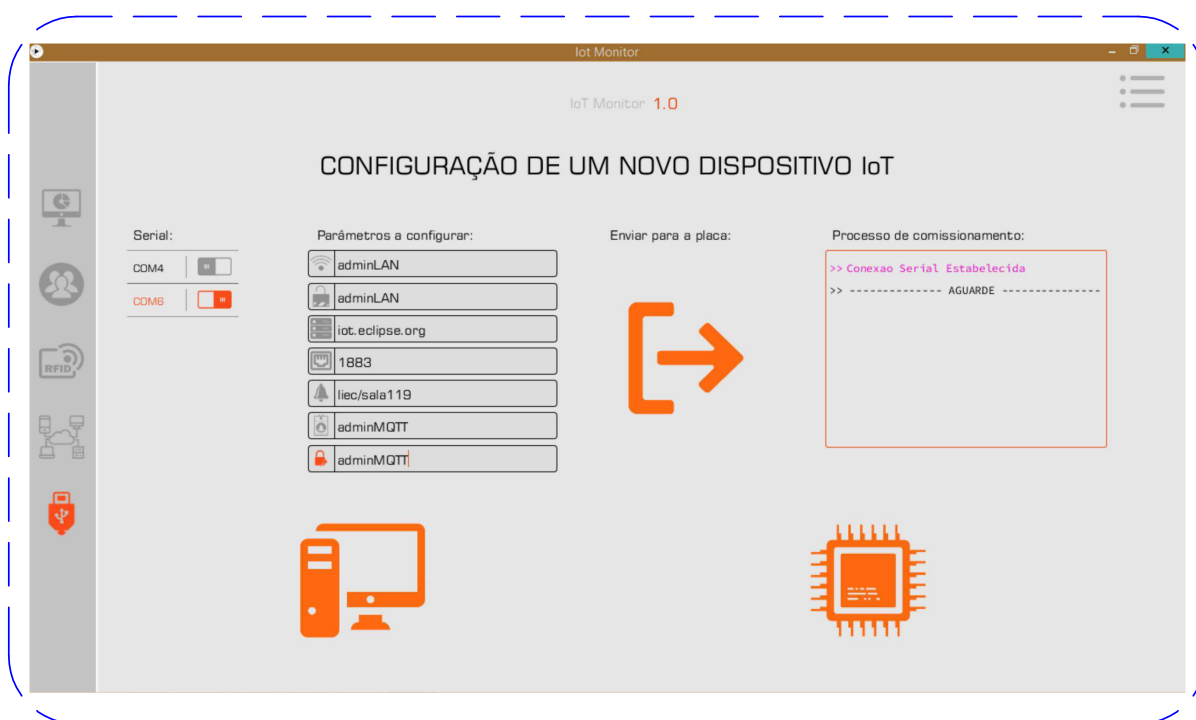 Iot Monitor
IoT Monitor 1.0
CONFIGURAÇÃO DE UM NOVO DISPOSITIVO IoT
Serial:
COM4
COM6
RFID
Parâmetros a configurar:
adminLAN
adminLAN
iot.eclipse.org
1883
liec/sala119
adminMQTT
adminMQTT
Enviar para a placa:
Processo de comissionamento:
>> Conexao Serial Estabelecida
>> -------------- AGUARDE --------------